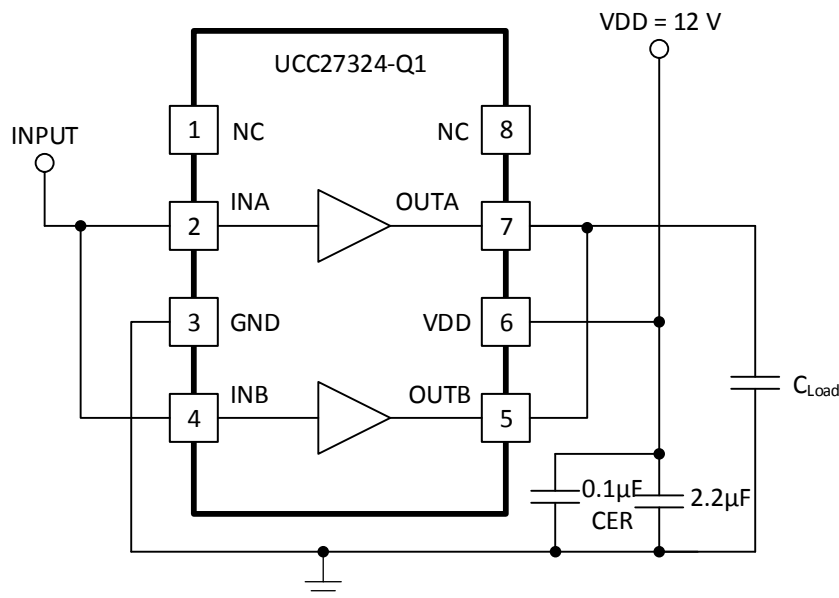 VDD = 12 V
UCC27324-Q1
INPUT
1 NC
NC 8
2 INA
OUTA 7
3 GND
VDD 6
4 INB
OUTB 5
C_Load
0.1µF
CER
2.2µF